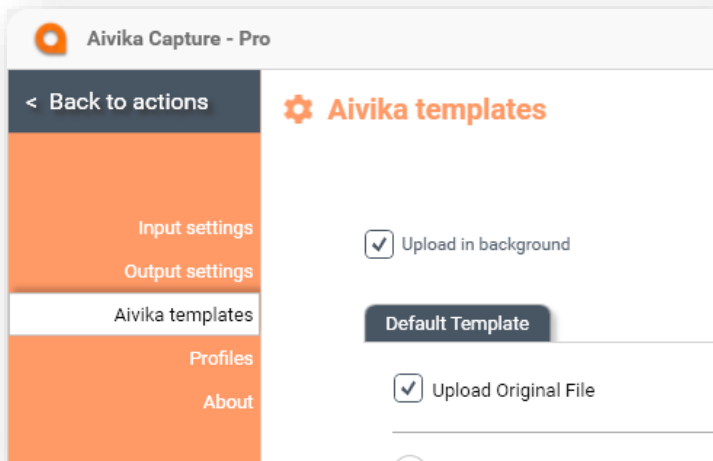 Aivika Capture - Pro
< Back to actions
Aivika templates
Input settings
Output settings
Aivika templates
Profiles
About
Upload in background
Default Template
Upload Original File